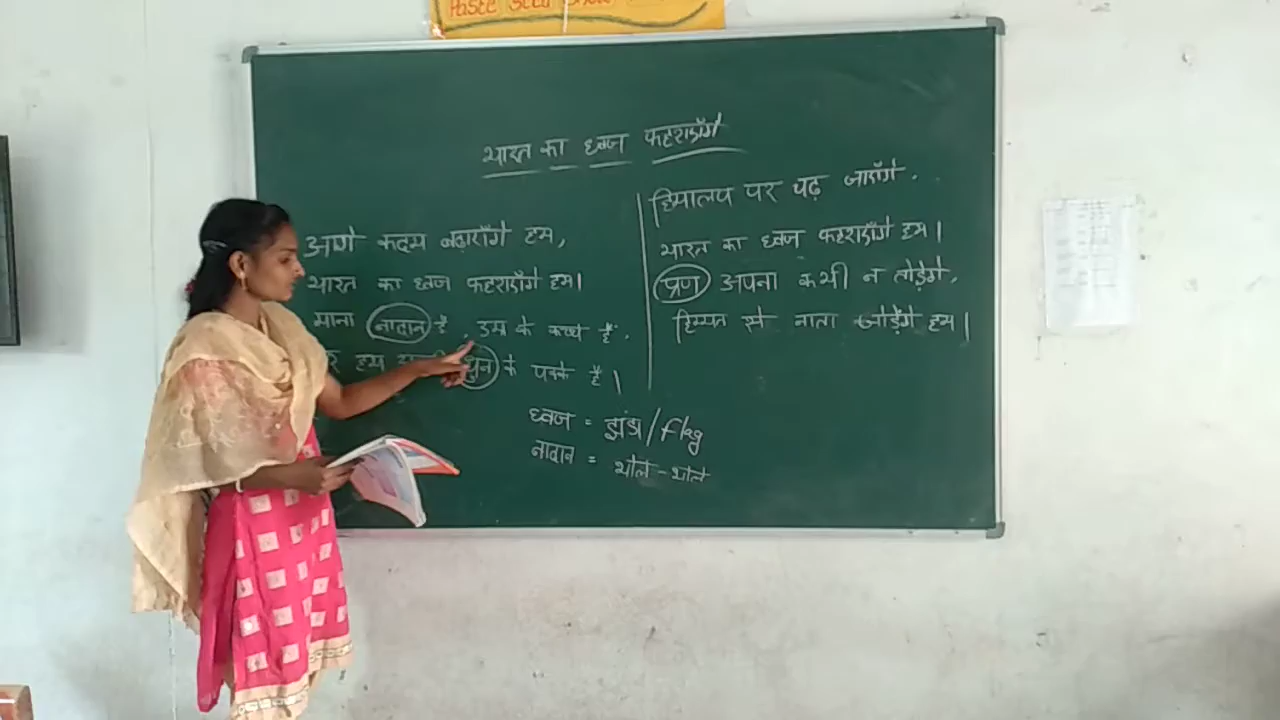 भारत का ध्वज फहराएँगे
आगे कदम बढ़ाएँगे हम,
भारत का ध्वज फहराएँगे हम।
माना नादान है, उम्र के कच्चे हैं,
हम धुन के पक्के हैं।
हिमालय पर चढ़ जाएँगे,
भारत का ध्वज फहराएँगे हम।
प्रण अपना कभी न तोड़ेंगे,
हिम्मत से नाता जोड़ेंगे हम।
ध्वज = झंडा / flag
नादान = भोले-भाले